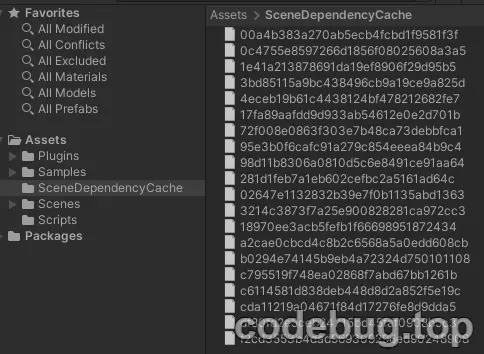 Favorites
All Modified
All Conflicts
All Excluded
All Materials
All Models
All Prefabs
Assets
Plugins
Samples
SceneDependencyCache
Scenes
Scripts
Packages
Assets > SceneDependencyCache
00a4b383a270ab5ecb4fcbd1f9581f3f
0c4755e8597266d1856f08025608a3a5
1e41a213878691da19ef8906f29d95b5
3bd85115a9bc438496cb9a19ce9a825d
4eceb19b61c4438124bf478212682fe7
17fa89aafdd9d933ab54612e0e2d701b
72f008e0863f303e7b48ca73debbfca1
95e3b0f6cafc91a279c854eeea84b9c4
98d11b8306a0810d5c6e8491ce91aa64
281d1feb7a1eb602cefbc2a5161ad64c
02647e1132832b39e7f0b1135abd1363
3214c3873f7a25e900828281ca972cc3
18970ee3acb5fefb1f66698951872434
a2cae0cbcd4c8b2c6568a5a0edd608cb
b0294e74145b9eb4a72324d750101108
c795519f748ea02868f7abd67bb1261b
c6114581d838deb448d8d2a852f5e19c
cda11219a04671f84d17276fe8d9dda5
codebug.top